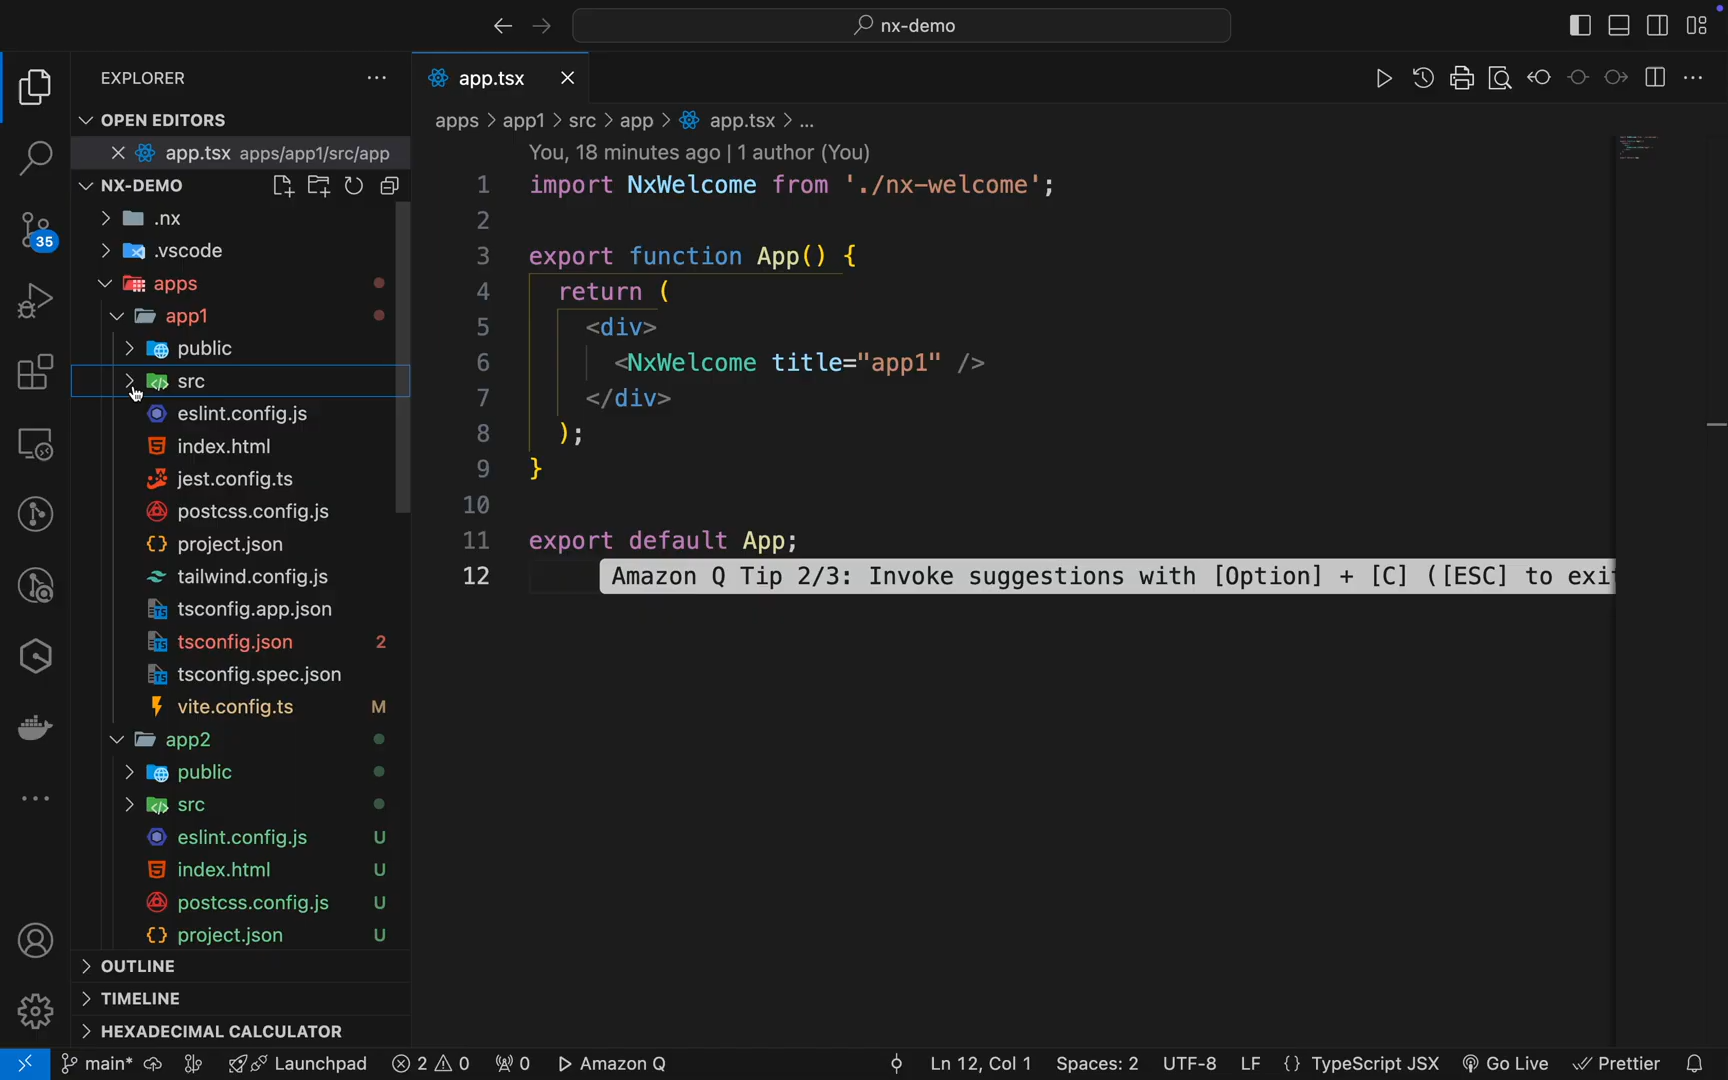 nx-demo
EXPLORER
OPEN EDITORS
app.tsx apps/app1/src/app
NX-DEMO
.nx
.vscode
apps
app1
public
src
eslint.config.js
index.html
jest.config.ts
postcss.config.js
project.json
tailwind.config.js
tsconfig.app.json
tsconfig.json 2
tsconfig.spec.json
vite.config.ts M
app2
public
src
eslint.config.js U
index.html U
postcss.config.js U
project.json U
OUTLINE
TIMELINE
HEXADECIMAL CALCULATOR
35
app.tsx
apps > app1 > src > app > app.tsx > ...
You, 18 minutes ago | 1 author (You)
1 import NxWelcome from './nx-welcome';
2
3 export function App() {
4 return (
5 <div>
6 <NxWelcome title="app1" />
7 </div>
8 );
9 }
10
11 export default App;
12 Amazon Q Tip 2/3: Invoke suggestions with [Option] + [C] ([ESC] to exi
main* Launchpad 2 0 0 Amazon Q Ln 12, Col 1 Spaces: 2 UTF-8 LF {} TypeScript JSX Go Live Prettier